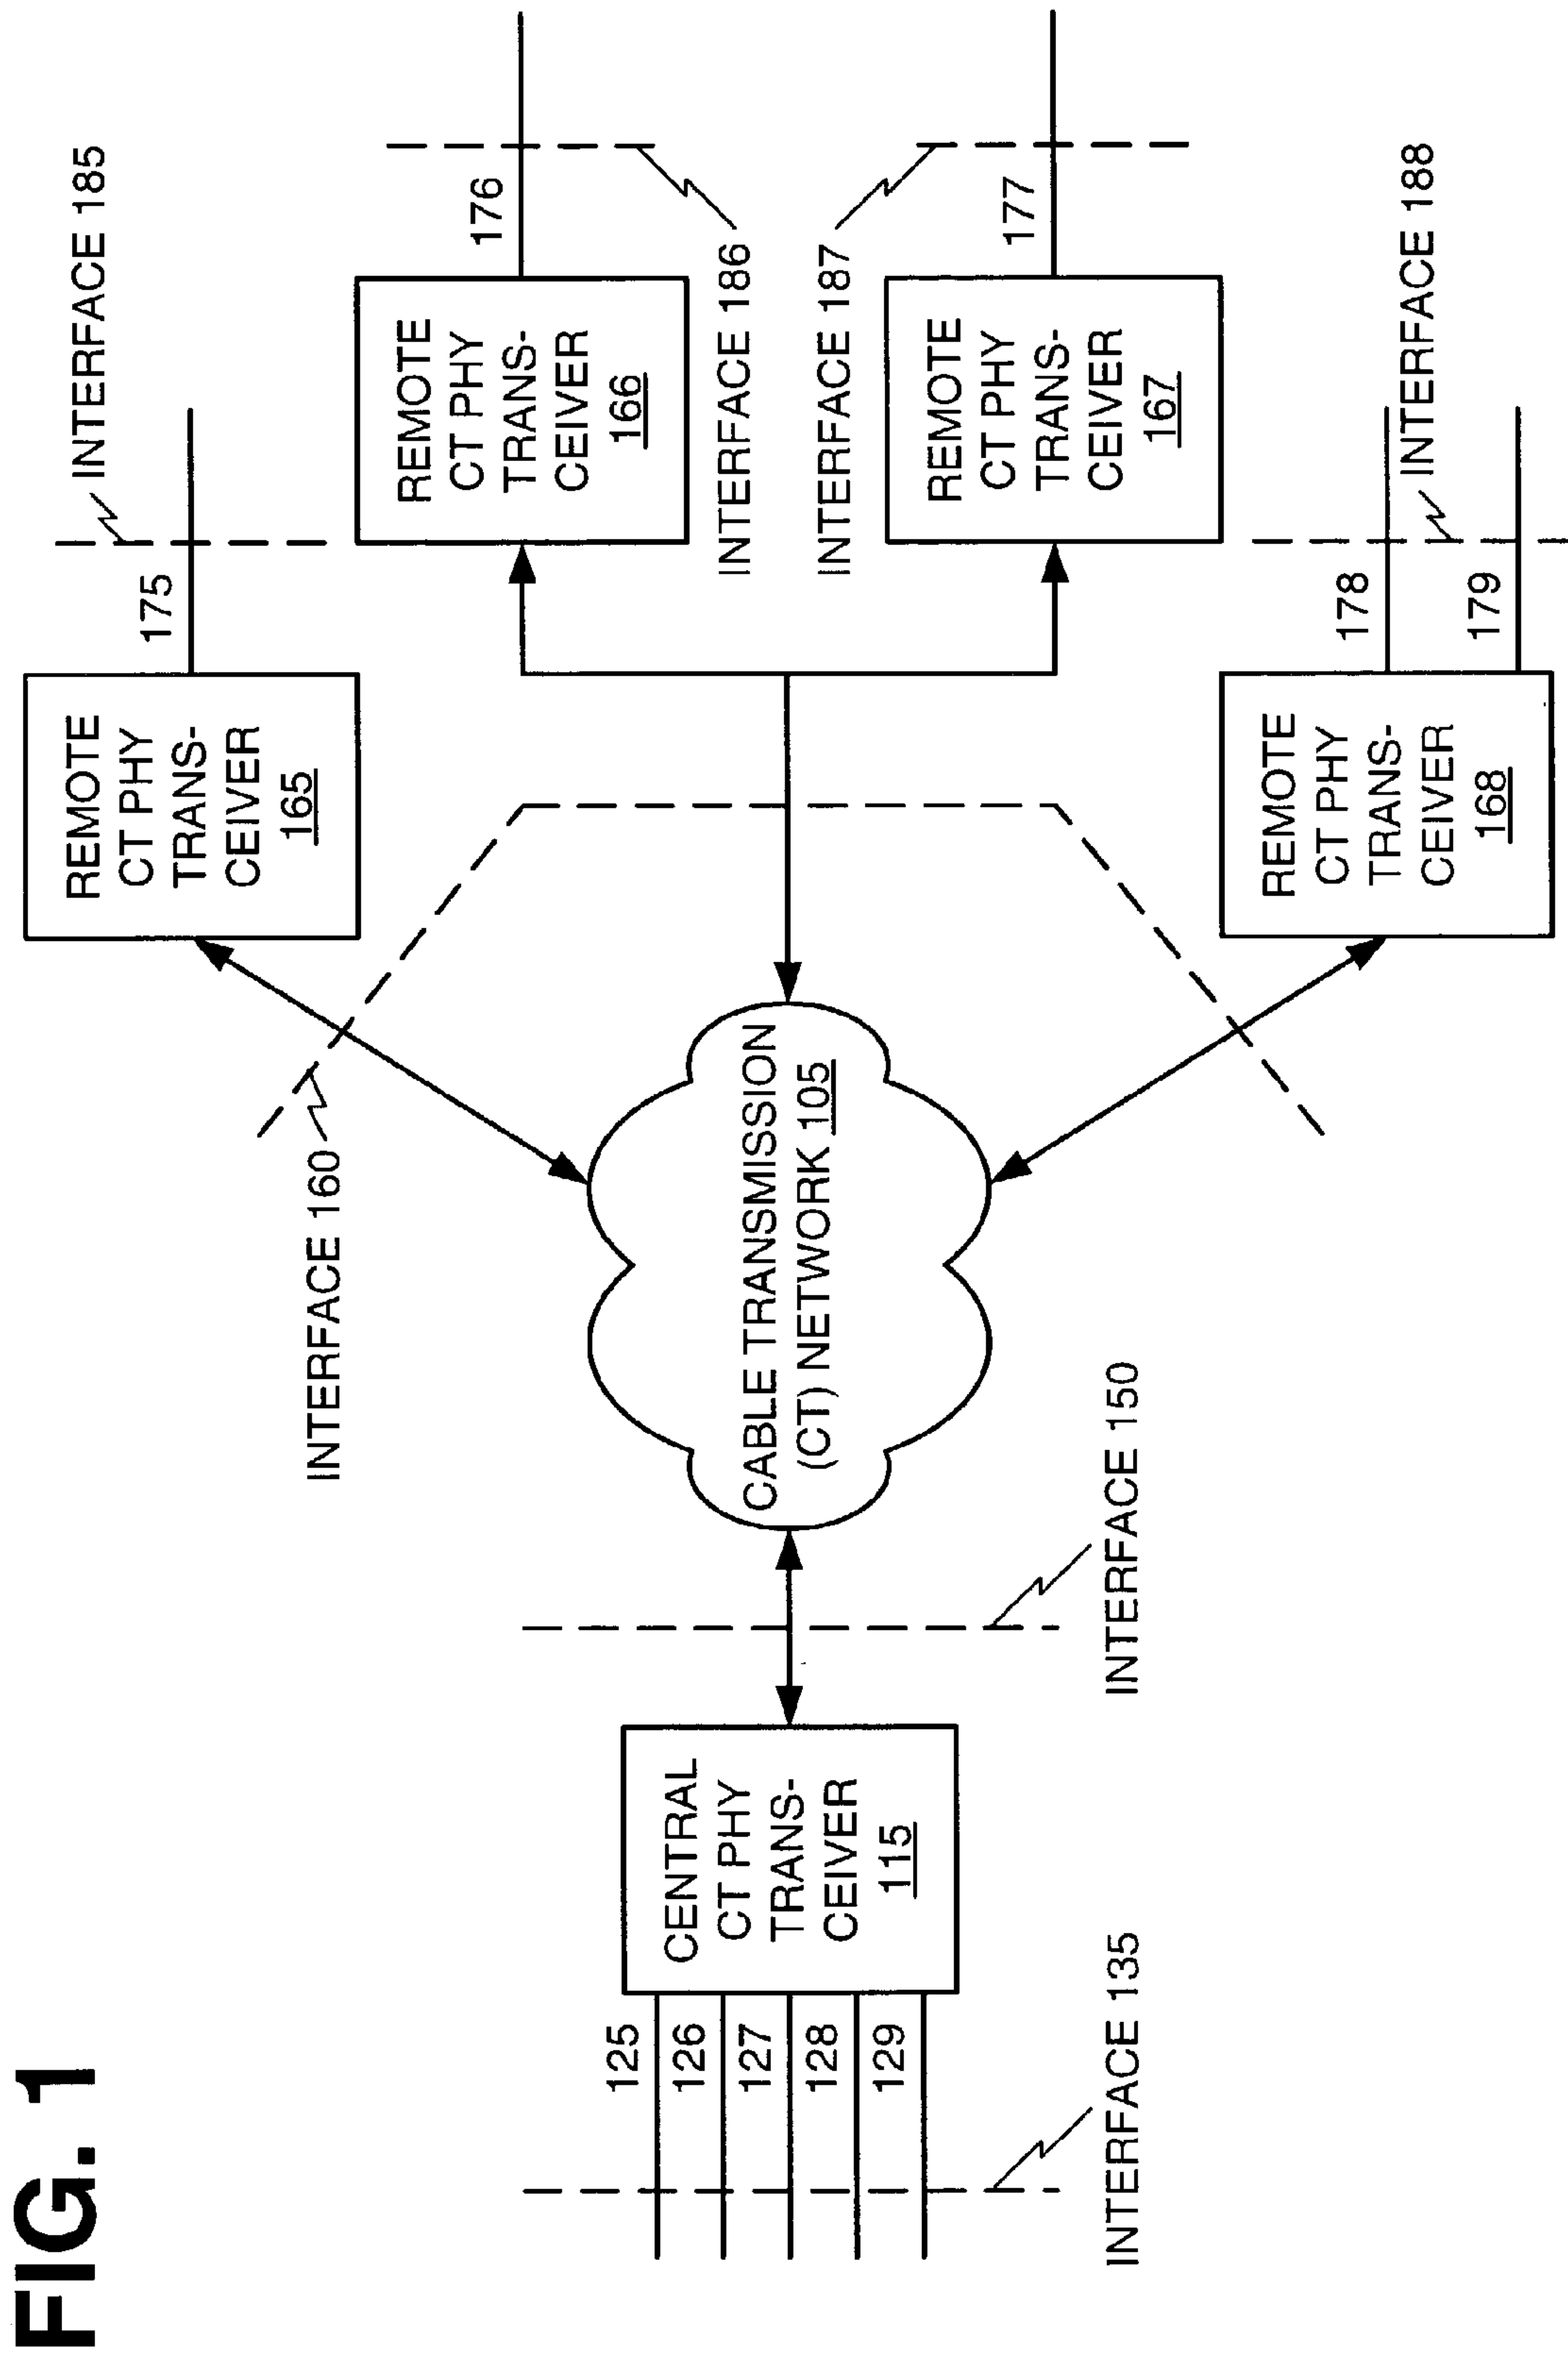 FIG. 1
INTERFACE 185
175
REMOTE
CT PHY
TRANS-
CEIVER
165
176
REMOTE
CT PHY
TRANS-
CEIVER
166
INTERFACE 186
INTERFACE 160
125
126
127
128
129
CENTRAL
CT PHY
TRANS-
CEIVER
115
CABLE TRANSMISSION
(CT) NETWORK 105
INTERFACE 187
177
REMOTE
CT PHY
TRANS-
CEIVER
167
INTERFACE 135
INTERFACE 150
REMOTE
CT PHY
TRANS-
CEIVER
168
178
179
INTERFACE 188